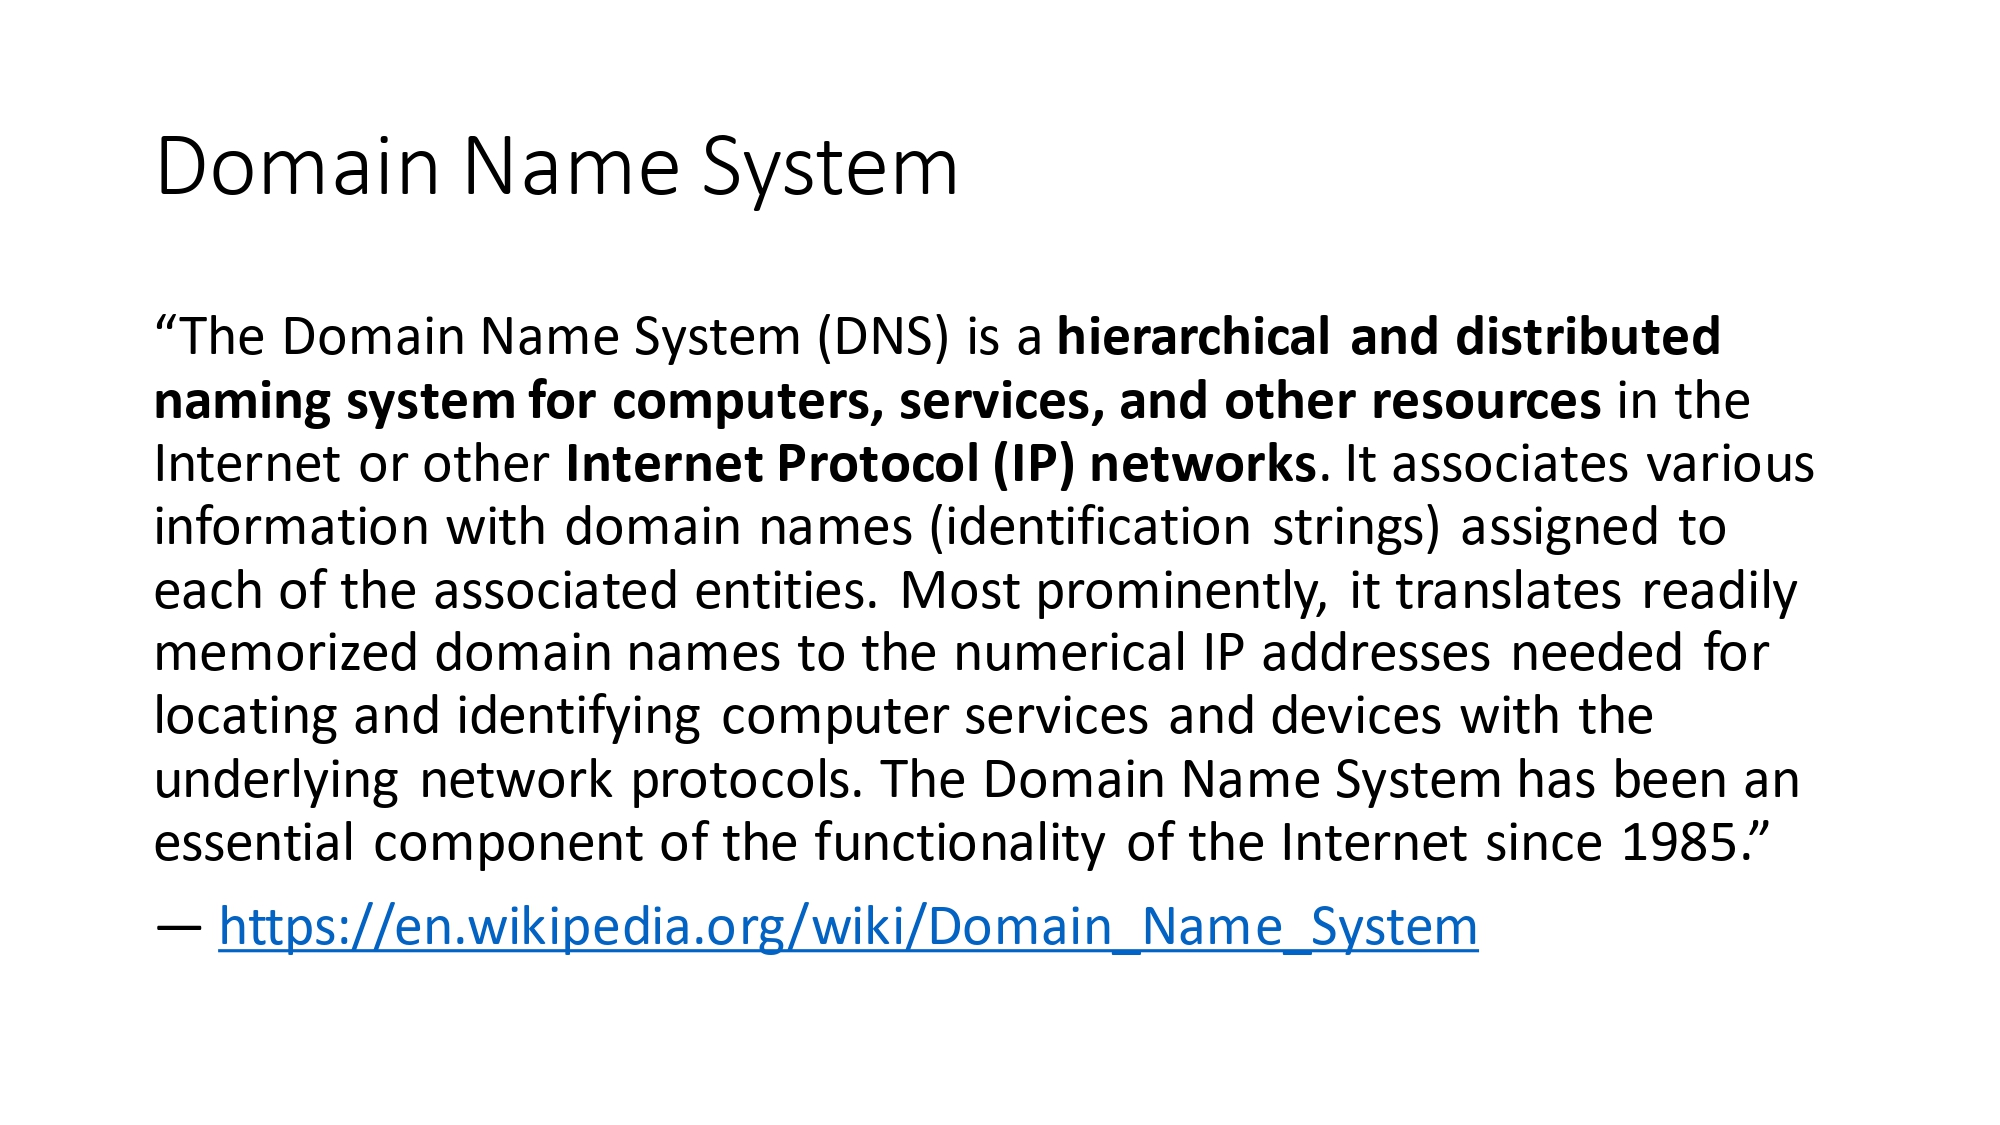 Domain Name System
“The Domain Name System (DNS) is a hierarchical and distributed
naming system for computers, services, and other resources in the
Internet or other Internet Protocol (IP) networks. It associates various
information with domain names (identification strings) assigned to
each of the associated entities. Most prominently, it translates readily
memorized domain names to the numerical IP addresses needed for
locating and identifying computer services and devices with the
underlying network protocols. The Domain Name System has been an
essential component of the functionality of the Internet since 1985.”
— https://en.wikipedia.org/wiki/Domain_Name_System